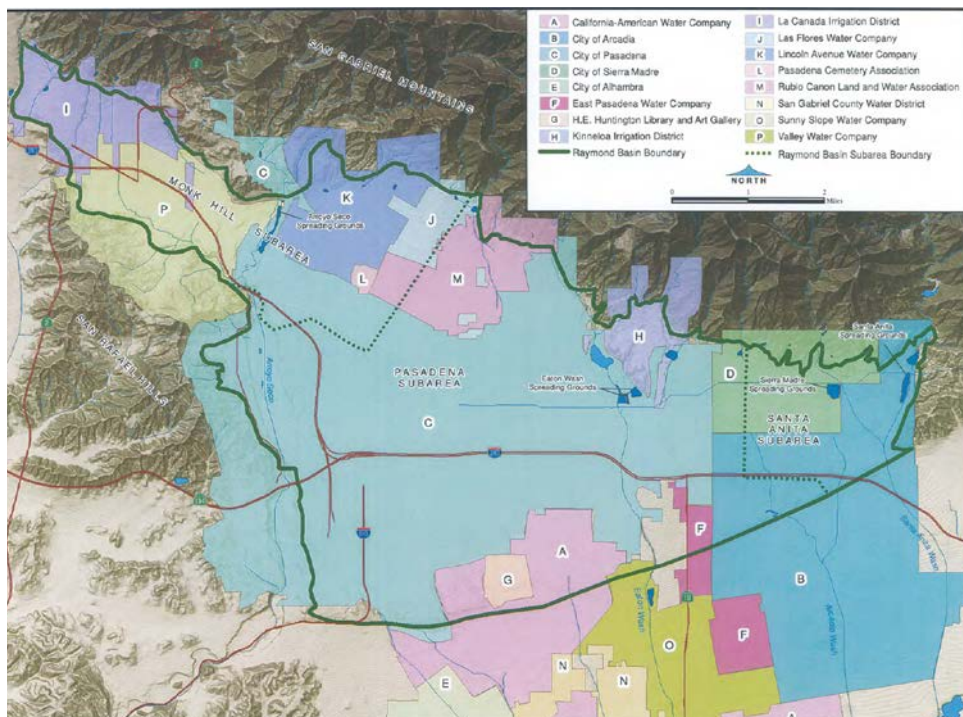 A California-American Water Company
B City of Arcadia
C City of Pasadena
D City of Sierra Madre
E City of Alhambra
F East Pasadena Water Company
G H.E. Huntington Library and Art Gallery
H Kinneloa Irrigation District
Raymond Basin Boundary
I La Canada Irrigation District
J Las Flores Water Company
K Lincoln Avenue Water Company
L Pasadena Cemetery Association
M Rubio Canon Land and Water Association
N San Gabriel County Water District
O Sunny Slope Water Company
P Valley Water Company
Raymond Basin Subarea Boundary
NORTH
0 1 2
Miles
SAN GABRIEL MOUNTAINS
I
C
K
P
MONK HILL
SUBAREA
Arroyo Seco
Spreading Grounds
J
L
M
SAN RAFAEL HILLS
Arroyo Seco
H
Santa Anita
Spreading Grounds
PASADENA
SUBAREA
Eaton Wash
Spreading Grounds
D
Sierra Madre
Spreading Grounds
SANTA
ANITA
SUBAREA
C
F
A
G
B
Santa Anita Wash
Eaton Wash
Arcadia Wash
F
O
E
N
N